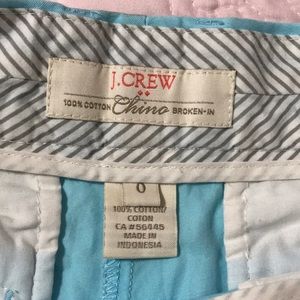 J.CREW
100% COTTON Chino BROKEN-IN
0
100% COTTON/
COTON
CA #56445
MADE IN
INDONESIA